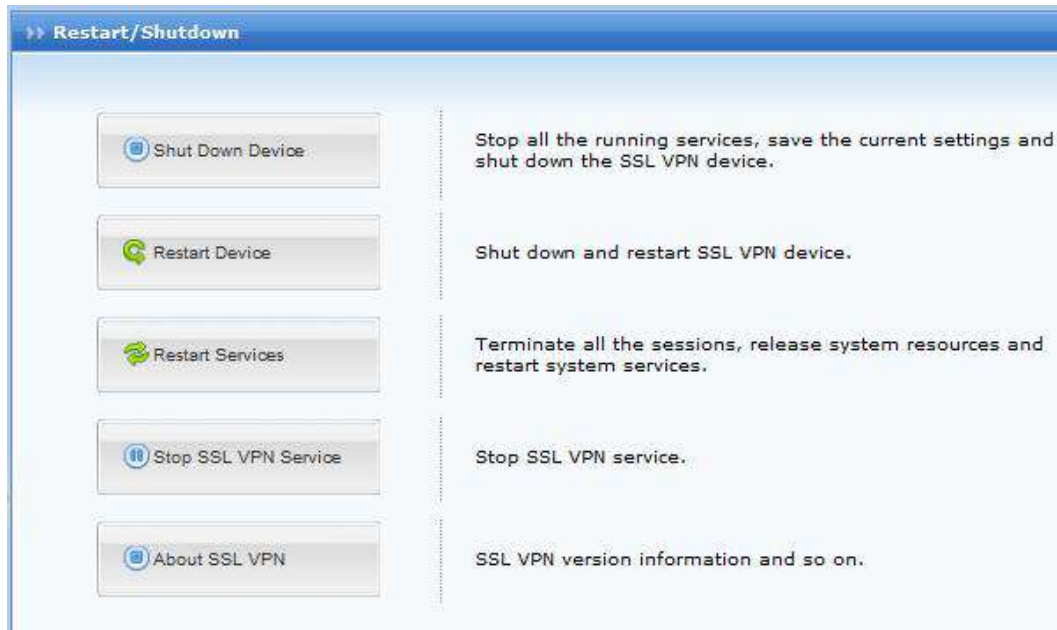 Restart/Shutdown
Shut Down Device
Stop all the running services, save the current settings and
shut down the SSL VPN device.
Restart Device
Shut down and restart SSL VPN device.
Restart Services
Terminate all the sessions, release system resources and
restart system services.
Stop SSL VPN Service
Stop SSL VPN service.
About SSL VPN
SSL VPN version information and so on.